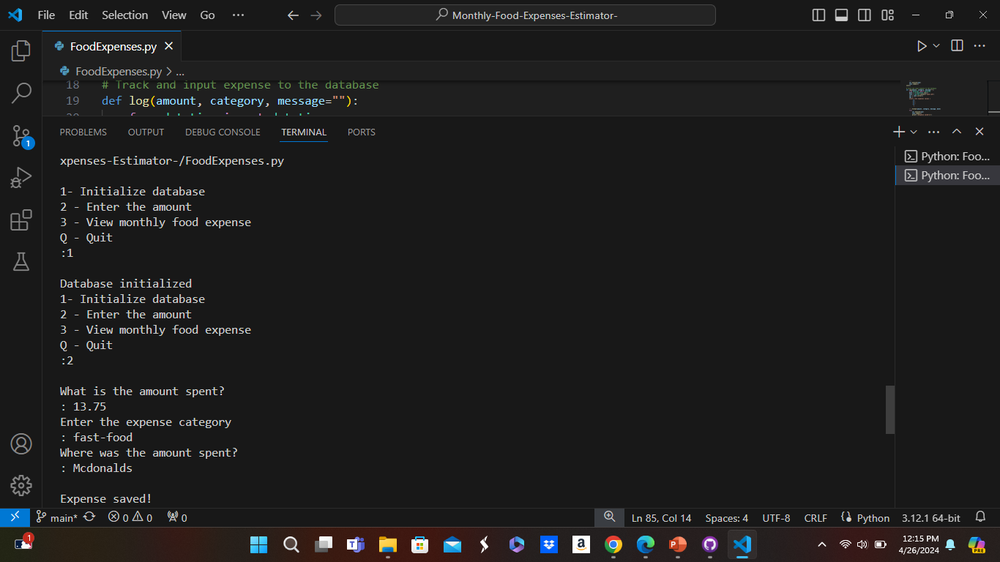 File Edit Selection View Go ...
Monthly-Food-Expenses-Estimator-
FoodExpenses.py
FoodExpenses.py > ...
18 # Track and input expense to the database
19 def log(amount, category, message=""):
PROBLEMS OUTPUT DEBUG CONSOLE TERMINAL PORTS
Python: Foo...
Python: Foo...
xpenses-Estimator-/FoodExpenses.py
1- Initialize database
2 - Enter the amount
3 - View monthly food expense
Q - Quit
:1
Database initialized
1- Initialize database
2 - Enter the amount
3 - View monthly food expense
Q - Quit
:2
What is the amount spent?
: 13.75
Enter the expense category
: fast-food
Where was the amount spent?
: Mcdonalds
Expense saved!
1
main* 0 0 0 Ln 85, Col 14 Spaces: 4 UTF-8 CRLF Python 3.12.1 64-bit
1
12:15 PM
4/26/2024
PRE